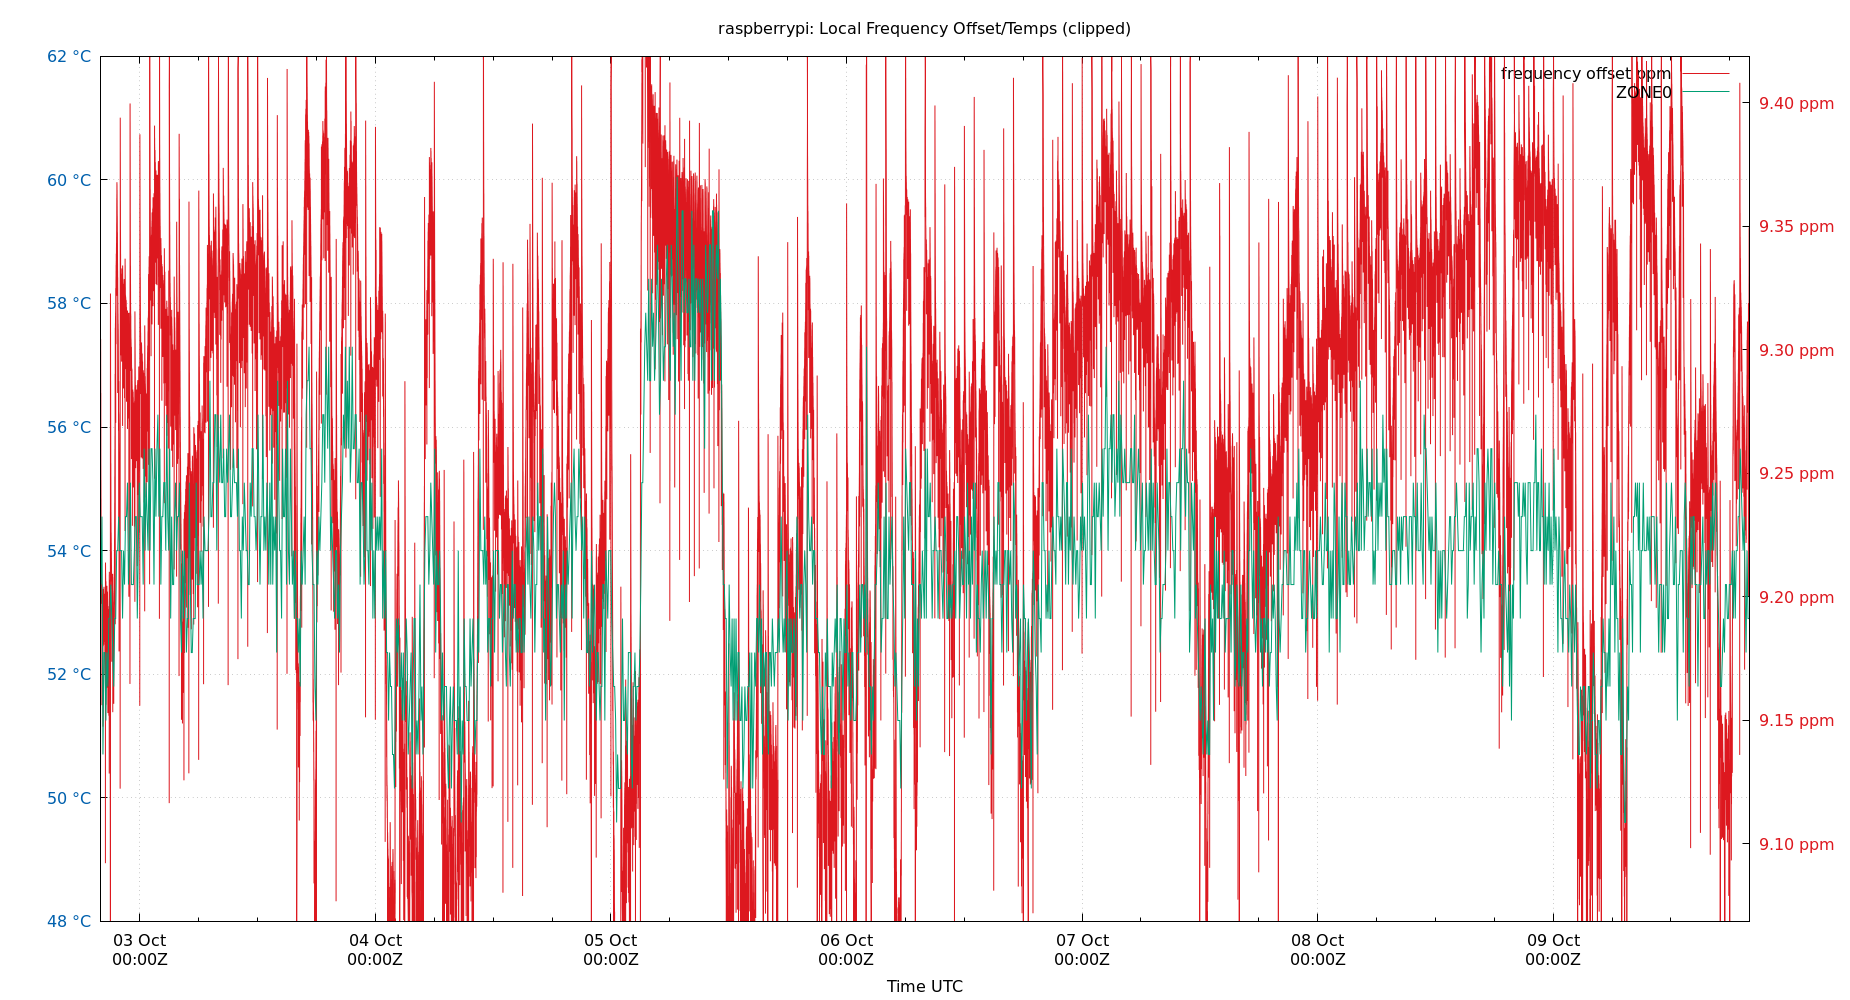 raspberrypi: Local Frequency Offset/Temps (clipped)
62 °C
60 °C
58 °C
56 °C
54 °C
52 °C
50 °C
48 °C
frequency offset ppm
ZONE0
9.40 ppm
9.35 ppm
9.30 ppm
9.25 ppm
9.20 ppm
9.15 ppm
9.10 ppm
03 Oct
00:00Z
04 Oct
00:00Z
05 Oct
00:00Z
06 Oct
00:00Z
07 Oct
00:00Z
08 Oct
00:00Z
09 Oct
00:00Z
Time UTC